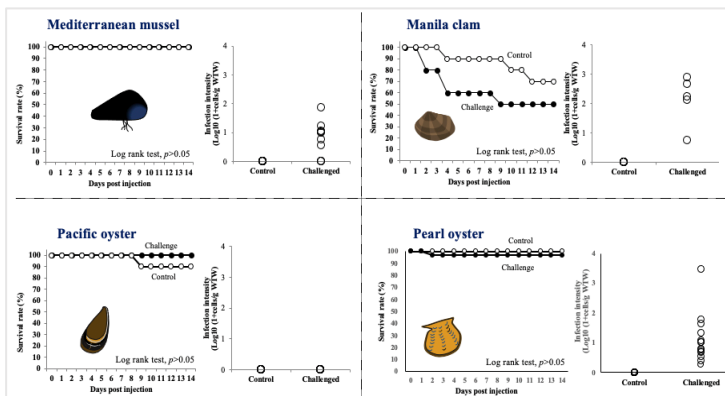 Mediterranean mussel
Survival rate (%)
100
90
80
70
60
50
40
30
20
10
0
0 1 2 3 4 5 6 7 8 9 10 11 12 13 14
Days post injection
Log rank test, p>0.05
Infection intensity
(Log10 (1+cells/g WTW)
4
3
2
1
0
Control Challenged
Manila clam
Survival rate (%)
100
90
80
70
60
50
40
30
20
10
0
Control
Challenge
Log rank test, p>0.05
0 1 2 3 4 5 6 7 8 9 10 11 12 13 14
Days post injection
Infection intensity
(Log10 (1+cells/g WTW)
4
3
2
1
0
Control Challenged
Pacific oyster
Survival rate (%)
100
90
80
70
60
50
40
30
20
10
0
Challenge
Control
Log rank test, p>0.05
0 1 2 3 4 5 6 7 8 9 10 11 12 13 14
Days post injection
Infection intensity
(Log10 (1+cells/g WTW)
4
3
2
1
0
Control Challenged
Pearl oyster
Survival rate (%)
100
90
80
70
60
50
40
30
20
10
0
Control
Challenge
Log rank test, p>0.05
0 1 2 3 4 5 6 7 8 9 10 11 12 13 14
Days post injection
Infection intensity
(Log10 (1+cells/g WTW)
4
3
2
1
0
Control Challenged